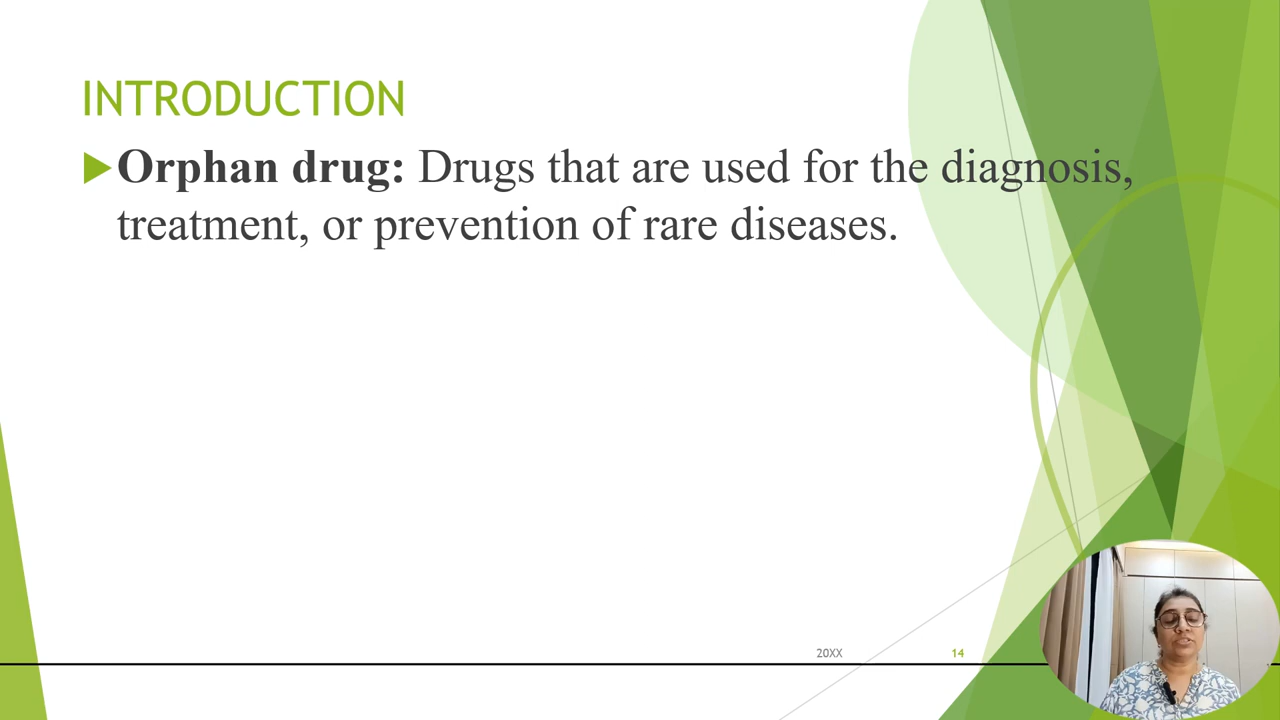 INTRODUCTION
Orphan drug: Drugs that are used for the diagnosis,
treatment, or prevention of rare diseases.
20XX
14